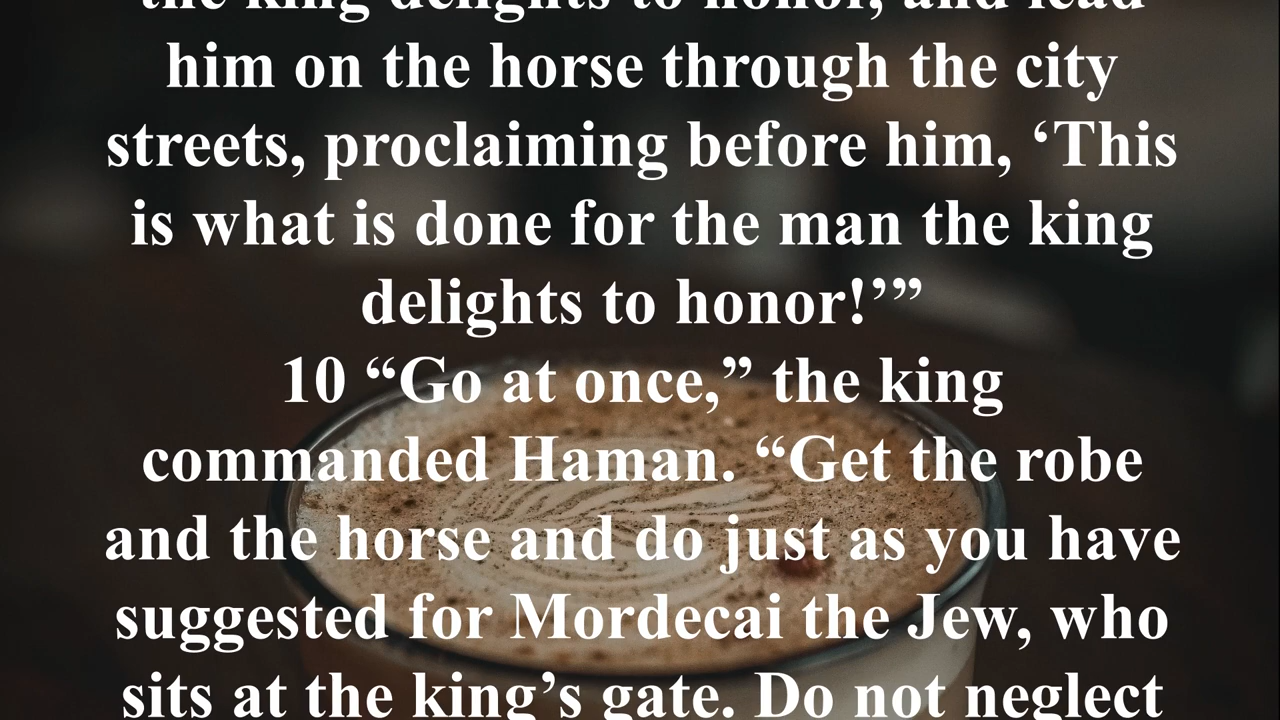 the king delights to honor, and lead
him on the horse through the city
streets, proclaiming before him, ‘This
is what is done for the man the king
delights to honor!’”
10 “Go at once,” the king
commanded Haman. “Get the robe
and the horse and do just as you have
suggested for Mordecai the Jew, who
sits at the king’s gate. Do not neglect